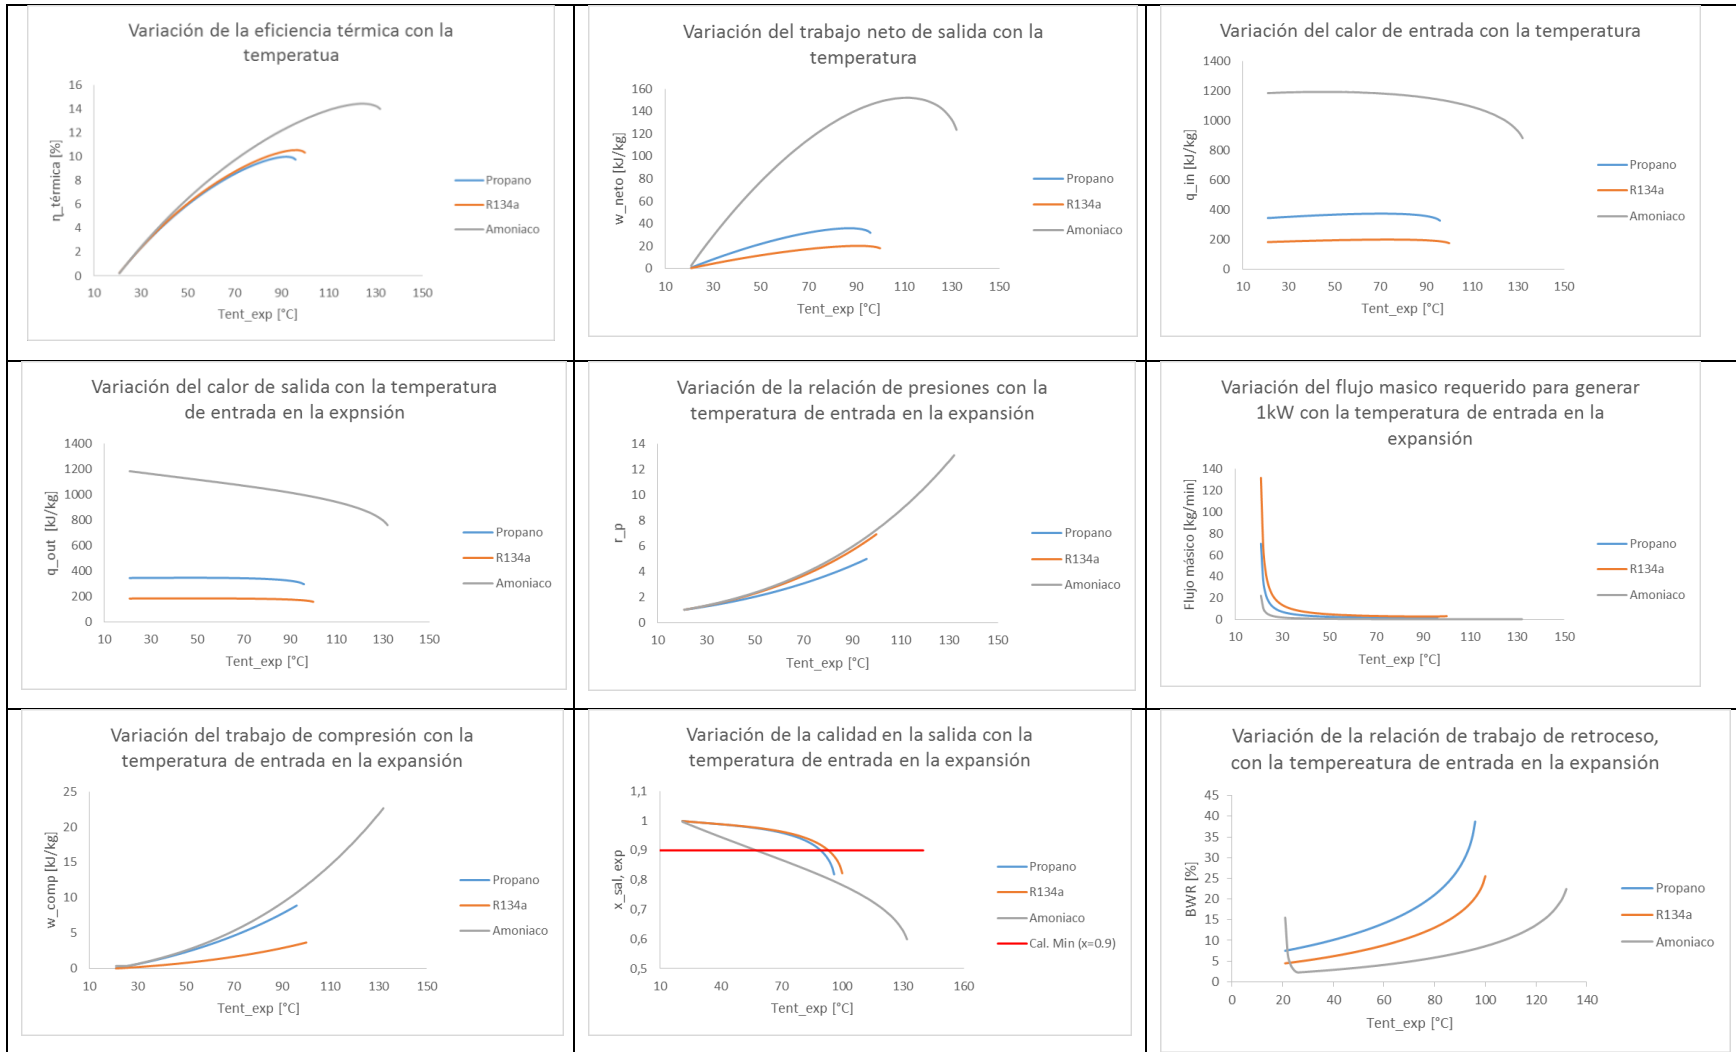 Variación de la eficiencia térmica con la
temperatua
η_térmica [%]
16
14
12
10
8
6
4
2
0
10 30 50 70 90 110 130 150
Tent_exp [°C]
Propano
R134a
Amoniaco
Variación del trabajo neto de salida con la
temperatura
w_neto [kJ/kg]
160
140
120
100
80
60
40
20
0
10 30 50 70 90 110 130 150
Tent_exp [°C]
Propano
R134a
Amoniaco
Variación del calor de entrada con la temperatura
q_in [kJ/kg]
1400
1200
1000
800
600
400
200
0
10 30 50 70 90 110 130 150
Tent_exp [°C]
Propano
R134a
Amoniaco
Variación del calor de salida con la temperatura
de entrada en la expnsión
q_out [kJ/kg]
1400
1200
1000
800
600
400
200
0
10 30 50 70 90 110 130 150
Tent_exp [°C]
Propano
R134a
Amoniaco
Variación de la relación de presiones con la
temperatura de entrada en la expansión
r_p
14
12
10
8
6
4
2
0
10 30 50 70 90 110 130 150
Tent_exp [°C]
Propano
R134a
Amoniaco
Variación del flujo masico requerido para generar
1kW con la temperatura de entrada en la
expansión
Flujo másico [kg/min]
140
120
100
80
60
40
20
0
10 30 50 70 90 110 130 150
Tent_exp [°C]
Propano
R134a
Amoniaco
Variación del trabajo de compresión con la
temperatura de entrada en la expansión
w_comp [kJ/kg]
25
20
15
10
5
0
10 30 50 70 90 110 130 150
Tent_exp [°C]
Propano
R134a
Amoniaco
Variación de la calidad en la salida con la
temperatura de entrada en la expansión
x_sal, exp
1,1
1
0,9
0,8
0,7
0,6
0,5
10 40 70 100 130 160
Tent_exp [°C]
Propano
R134a
Amoniaco
Cal. Min (x=0.9)
Variación de la relación de trabajo de retroceso,
con la tempereatura de entrada en la expansión
BWR [%]
45
40
35
30
25
20
15
10
5
0
0 20 40 60 80 100 120 140
Tent_exp [°C]
Propano
R134a
Amoniaco